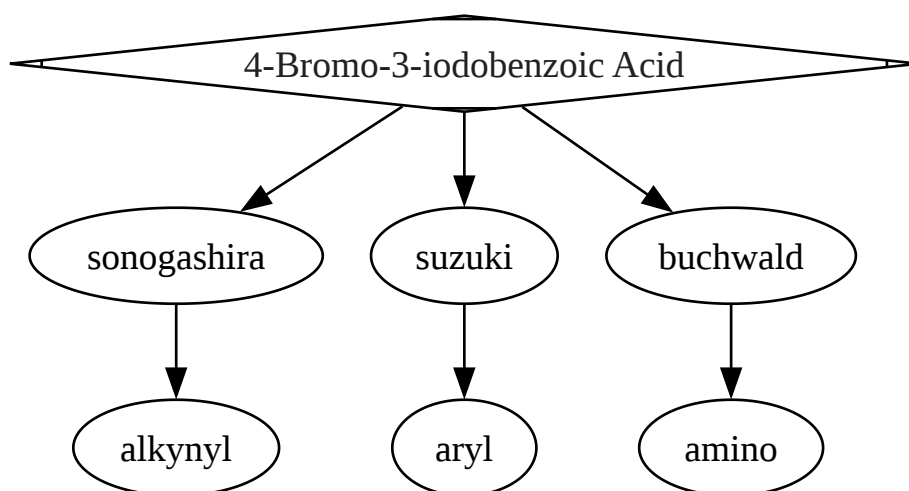 4-Bromo-3-iodobenzoic Acid
sonogashira
suzuki
buchwald
alkynyl
aryl
amino